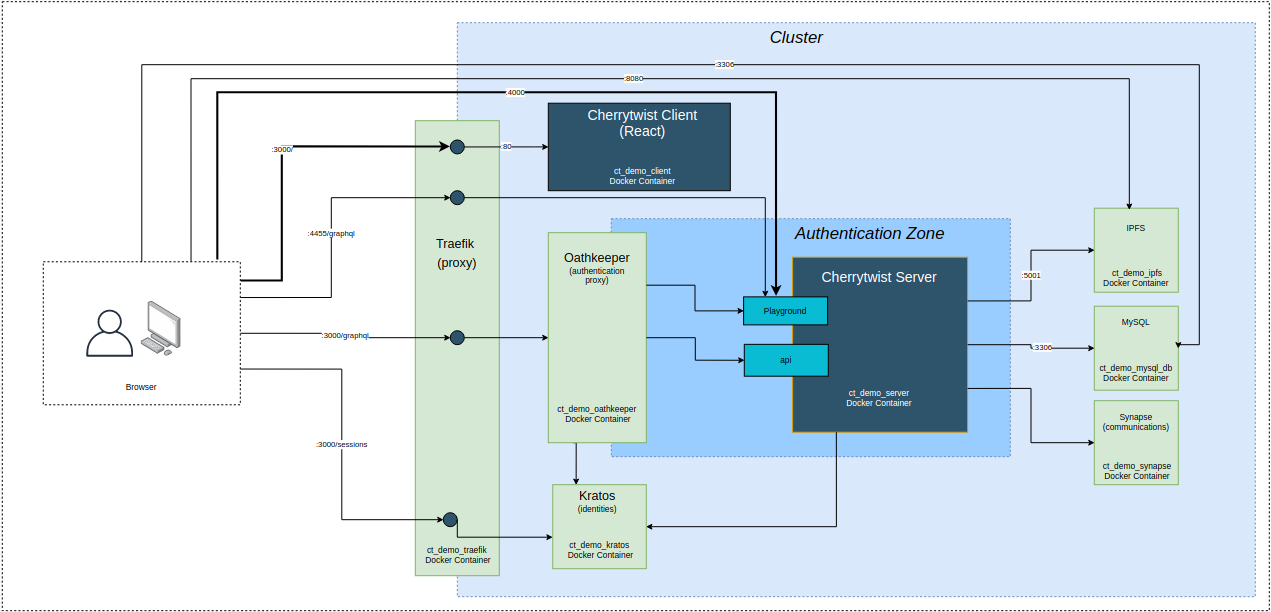 Cluster
:3306
:8080
:4000
Cherrytwist Client
(React)
ct_demo_client
Docker Container
:3000/
:80
:4455/graphql
Traefik
(proxy)
Authentication Zone
Oathkeeper
(authentication
proxy)
Cherrytwist Server
Playground
api
ct_demo_server
Docker Container
:5001
IPFS
ct_demo_ipfs
Docker Container
MySQL
:3306
ct_demo_mysql_db
Docker Container
:3000/graphql
Browser
ct_demo_oathkeeper
Docker Container
Synapse
(communications)
ct_demo_synapse
Docker Container
:3000/sessions
Kratos
(identities)
ct_demo_kratos
Docker Container
ct_demo_traefik
Docker Container